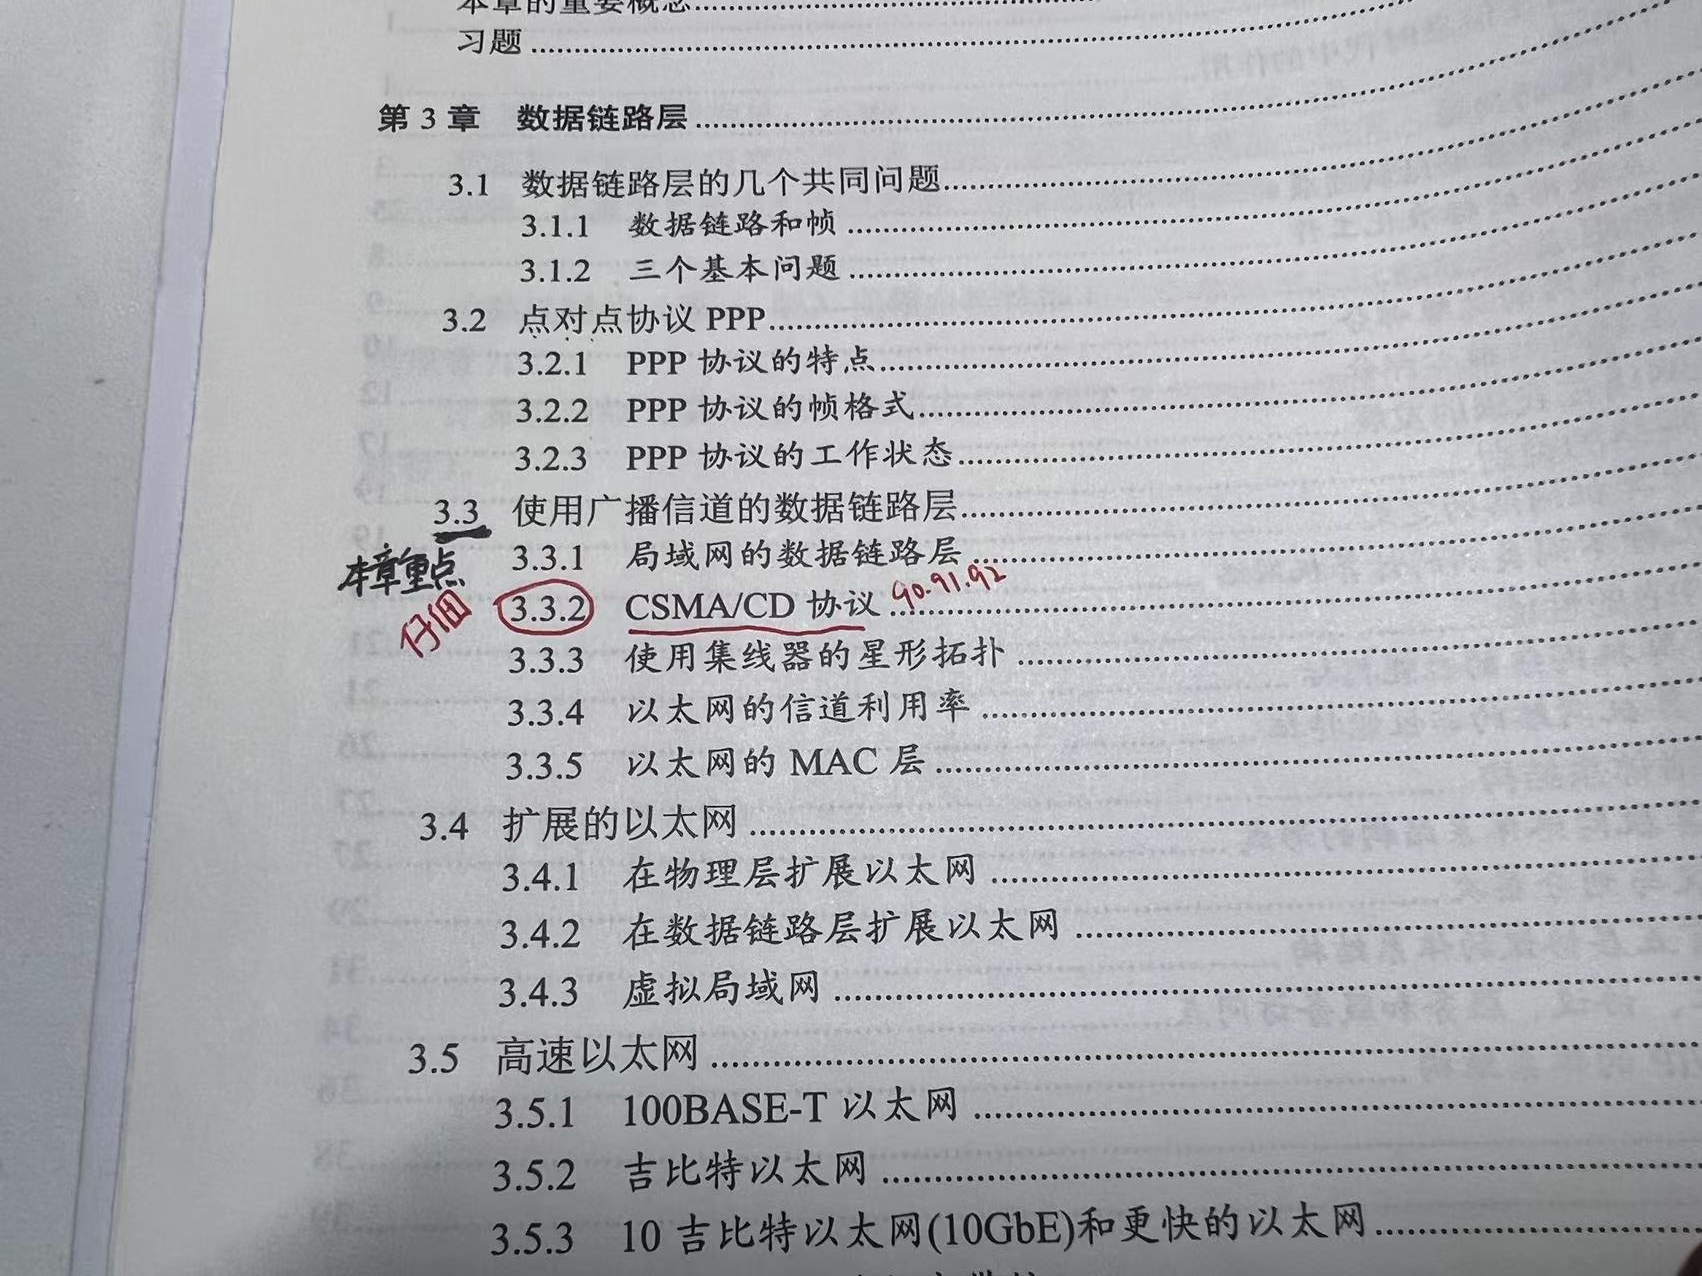 本章的重要概念
习题
第 3 章 数据链路层
3.1 数据链路层的几个共同问题
3.1.1 数据链路和帧
3.1.2 三个基本问题
3.2 点对点协议 PPP
3.2.1 PPP 协议的特点
3.2.2 PPP 协议的帧格式
3.2.3 PPP 协议的工作状态
3.3 使用广播信道的数据链路层
本章重点
3.3.1 局域网的数据链路层
仔细
3.3.2 CSMA/CD 协议 90.91.92
3.3.3 使用集线器的星形拓扑
3.3.4 以太网的信道利用率
3.3.5 以太网的 MAC 层
3.4 扩展的以太网
3.4.1 在物理层扩展以太网
3.4.2 在数据链路层扩展以太网
3.4.3 虚拟局域网
3.5 高速以太网
3.5.1 100BASE-T 以太网
3.5.2 吉比特以太网
3.5.3 10 吉比特以太网(10GbE)和更快的以太网